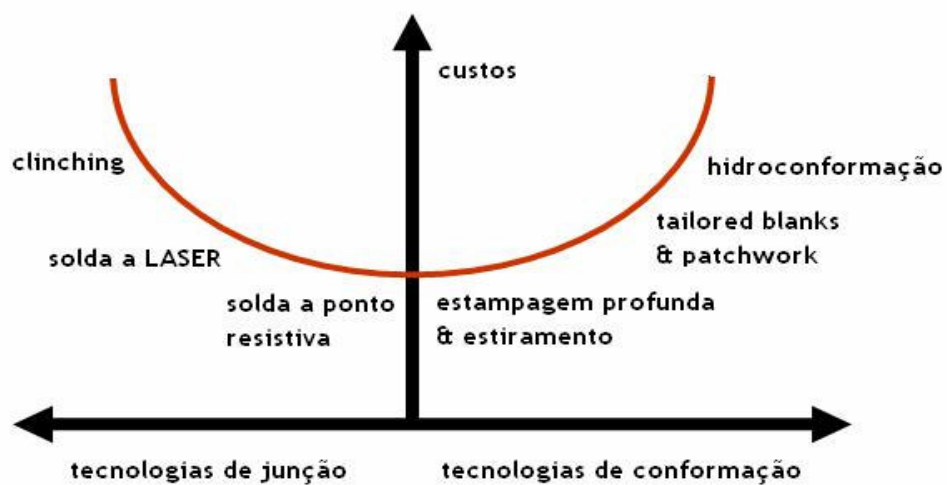 custos
clinching
hidroconformação
tailored blanks
& patchwork
solda a LASER
solda a ponto
resistiva
estampagem profunda
& estiramento
tecnologias de junção
tecnologias de conformação